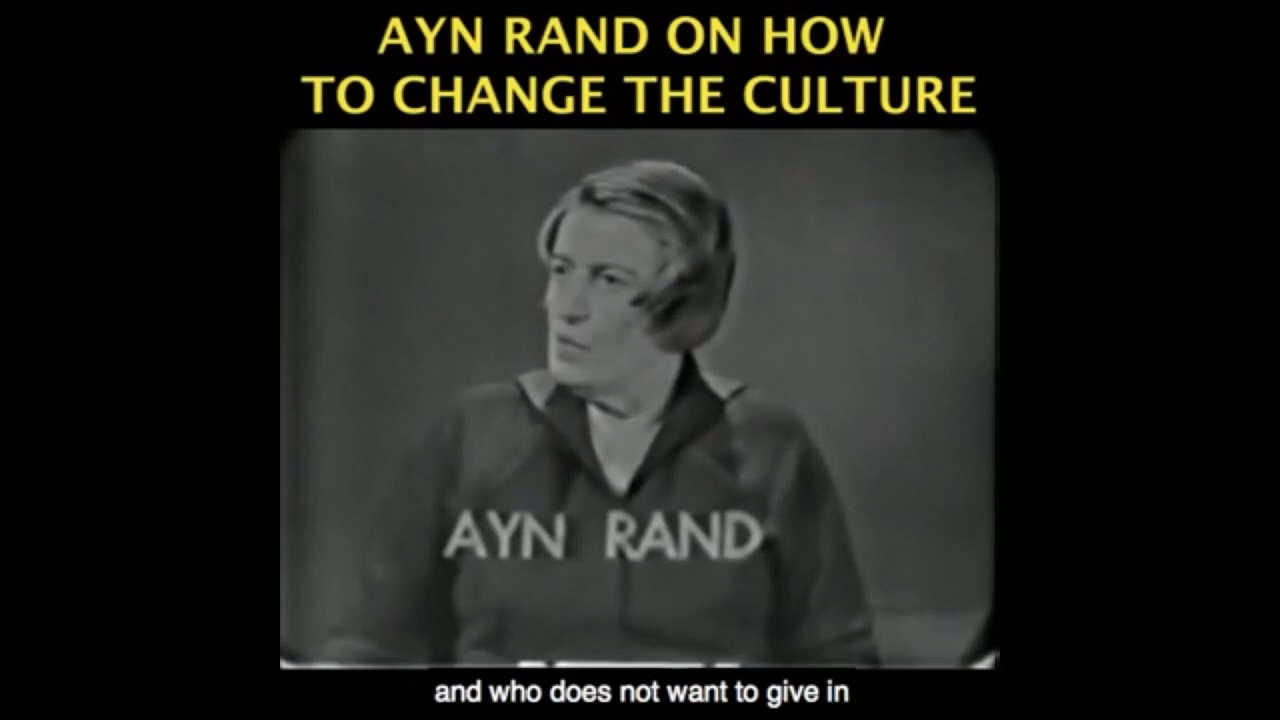 AYN RAND ON HOW
TO CHANGE THE CULTURE
AYN RAND
and who does not want to give in